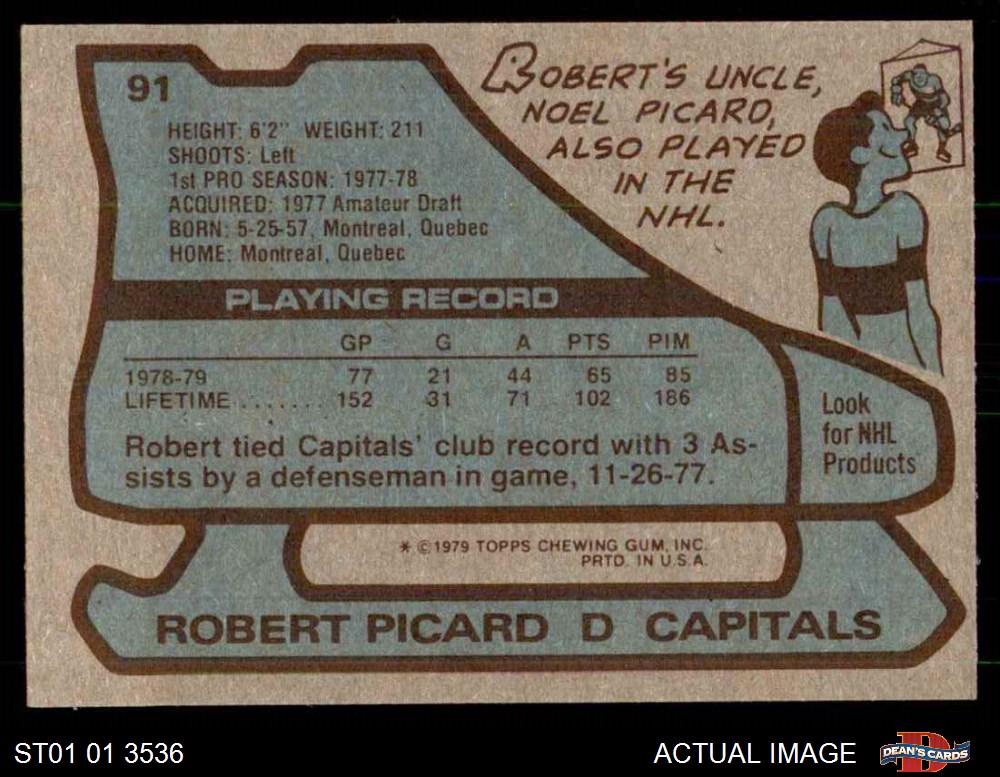 91
HEIGHT: 6'2" WEIGHT: 211
SHOOTS: Left
1st PRO SEASON: 1977-78
ACQUIRED: 1977 Amateur Draft
BORN: 5-25-57, Montreal, Quebec
HOME: Montreal, Quebec
ROBERT'S UNCLE,
NOEL PICARD,
ALSO PLAYED
IN THE
NHL.
PLAYING RECORD
GP G A PTS PIM
1978-79 77 21 44 65 85
LIFETIME ........ 152 31 71 102 186
Robert tied Capitals' club record with 3 As-
sists by a defenseman in game, 11-26-77.
Look
for NHL
Products
* ©1979 TOPPS CHEWING GUM, INC.
PRTD. IN U.S.A.
ROBERT PICARD D CAPITALS
ST01 01 3536
ACTUAL IMAGE
D
DEAN'S CARDS